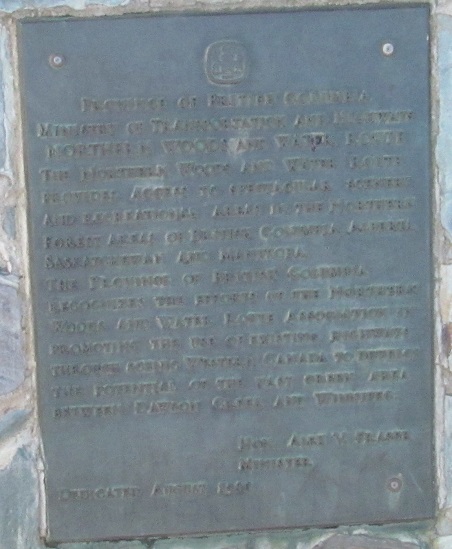 PROVINCE OF BRITISH COLUMBIA
MINISTRY OF TRANSPORTATION AND HIGHWAYS
NORTHERN WOODS AND WATER ROUTE
THE NORTHERN WOODS AND WATER ROUTE
PROVIDES ACCESS TO SPECTACULAR SCENERY
AND RECREATIONAL AREAS IN THE NORTHERN
FOREST AREAS OF BRITISH COLUMBIA, ALBERTA,
SASKATCHEWAN AND MANITOBA.
THE PROVINCE OF BRITISH COLUMBIA
RECOGNIZES THE EFFORTS OF THE NORTHERN
WOODS AND WATER ROUTE ASSOCIATION IN
PROMOTING THE USE OF EXISTING HIGHWAYS
THROUGH SCENIC WESTERN CANADA TO DEVELOP
THE POTENTIAL OF THE VAST GREEN AREA
BETWEEN DAWSON CREEK AND WINNIPEG.
HON. ALEX V. FRASER
MINISTER
DEDICATED AUGUST